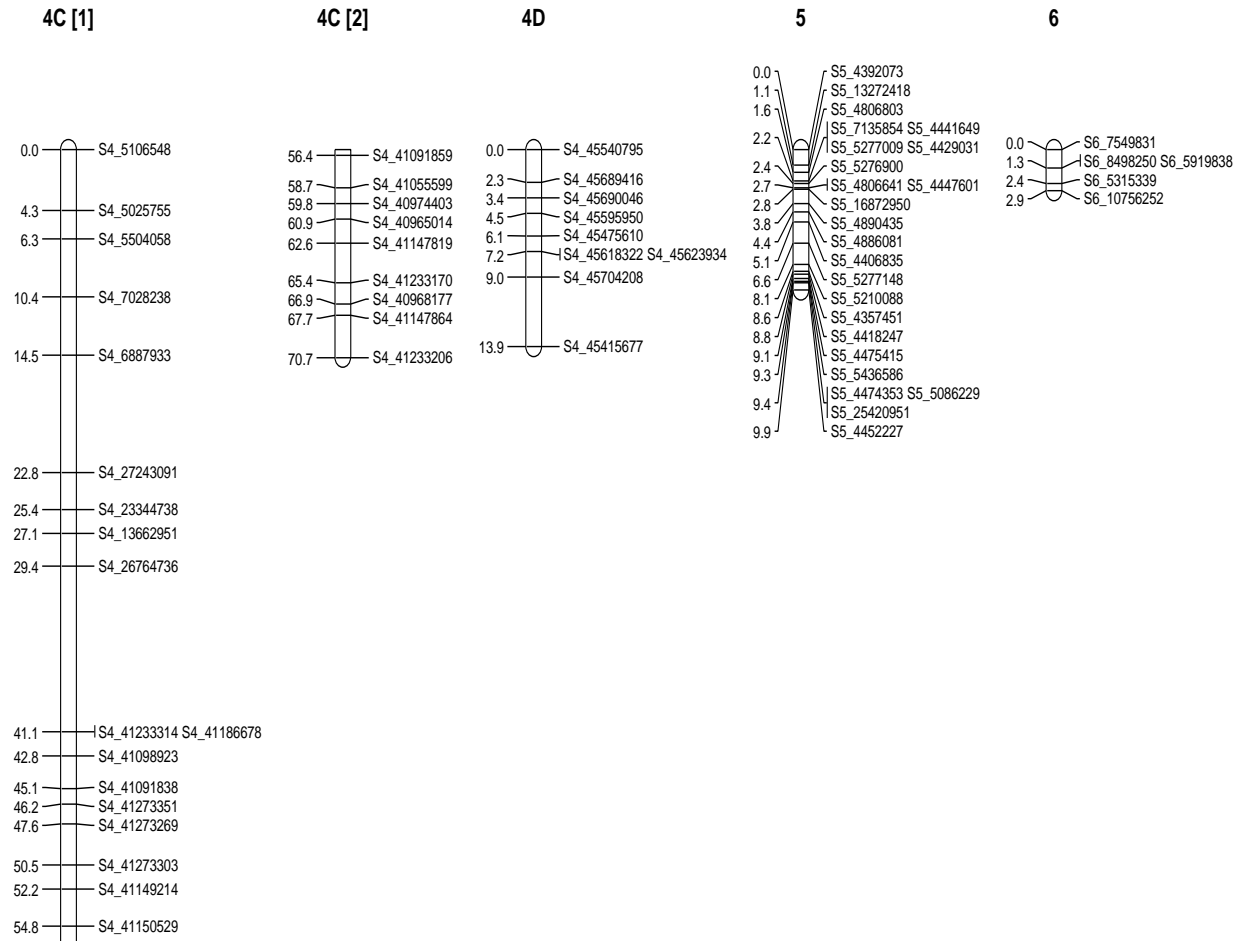 4C [1]
0.0 S4_5106548
4.3 S4_5025755
6.3 S4_5504058
10.4 S4_7028238
14.5 S4_6887933
22.8 S4_27243091
25.4 S4_23344738
27.1 S4_13662951
29.4 S4_26764736
41.1 S4_41233314 S4_41186678
42.8 S4_41098923
45.1 S4_41091838
46.2 S4_41273351
47.6 S4_41273269
50.5 S4_41273303
52.2 S4_41149214
54.8 S4_41150529
4C [2]
56.4 S4_41091859
58.7 S4_41055599
59.8 S4_40974403
60.9 S4_40965014
62.6 S4_41147819
65.4 S4_41233170
66.9 S4_40968177
67.7 S4_41147864
70.7 S4_41233206
4D
0.0 S4_45540795
2.3 S4_45689416
3.4 S4_45690046
4.5 S4_45595950
6.1 S4_45475610
7.2 S4_45618322 S4_45623934
9.0 S4_45704208
13.9 S4_45415677
5
0.0 S5_4392073
1.1 S5_13272418
1.6 S5_4806803
S5_7135854 S5_4441649
2.2 S5_5277009 S5_4429031
2.4 S5_5276900
2.7 S5_4806641 S5_4447601
2.8 S5_16872950
3.8 S5_4890435
4.4 S5_4886081
5.1 S5_4406835
6.6 S5_5277148
8.1 S5_5210088
8.6 S5_4357451
8.8 S5_4418247
9.1 S5_4475415
9.3 S5_5436586
9.4 S5_4474353 S5_5086229
S5_25420951
9.9 S5_4452227
6
0.0 S6_7549831
1.3 S6_8498250 S6_5919838
2.4 S6_5315339
2.9 S6_10756252